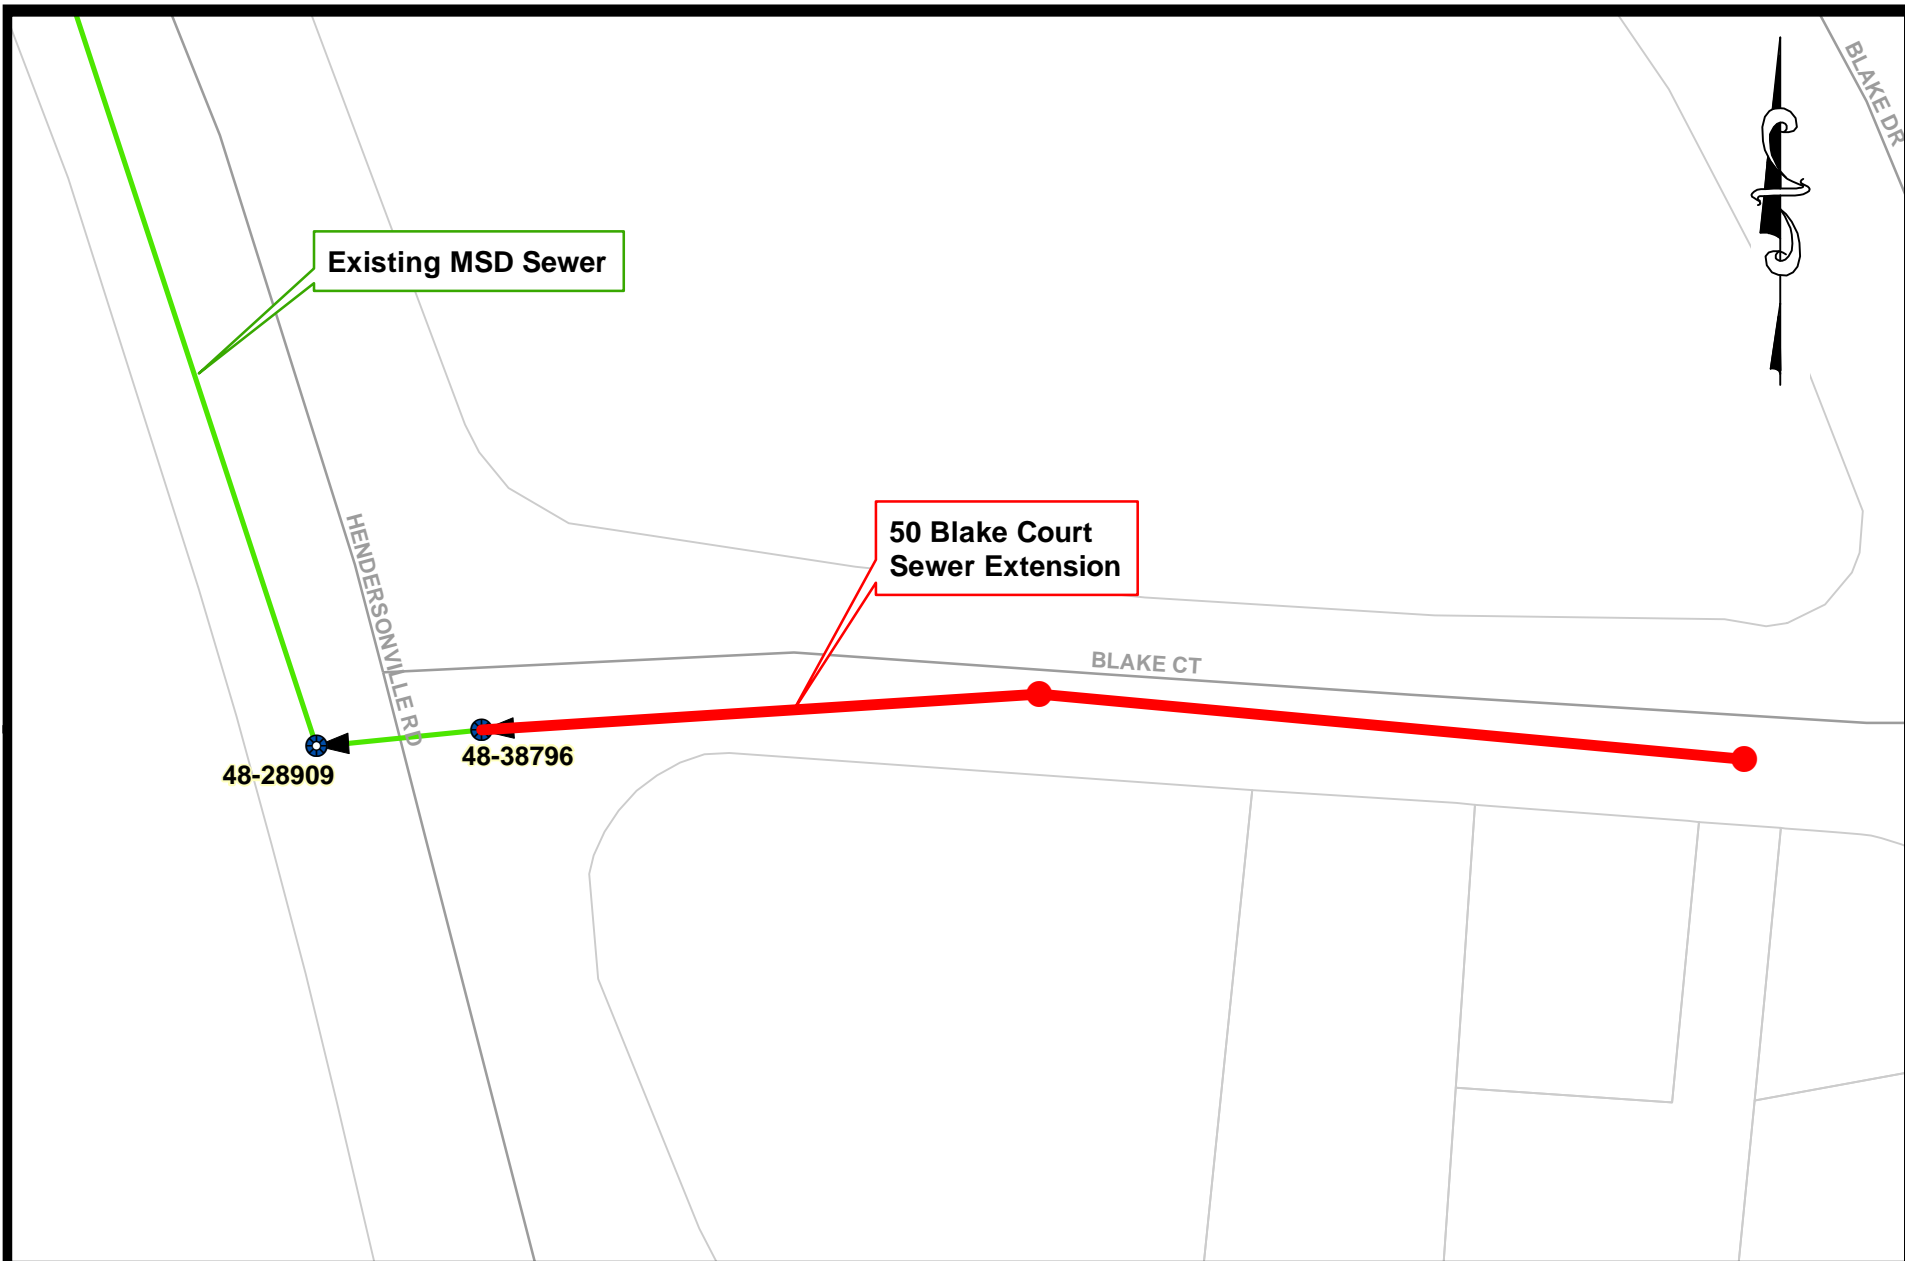 BLAKE DR
Existing MSD Sewer
50 Blake Court
Sewer Extension
HENDERSONVILLE RD
BLAKE CT
48-38796
48-28909